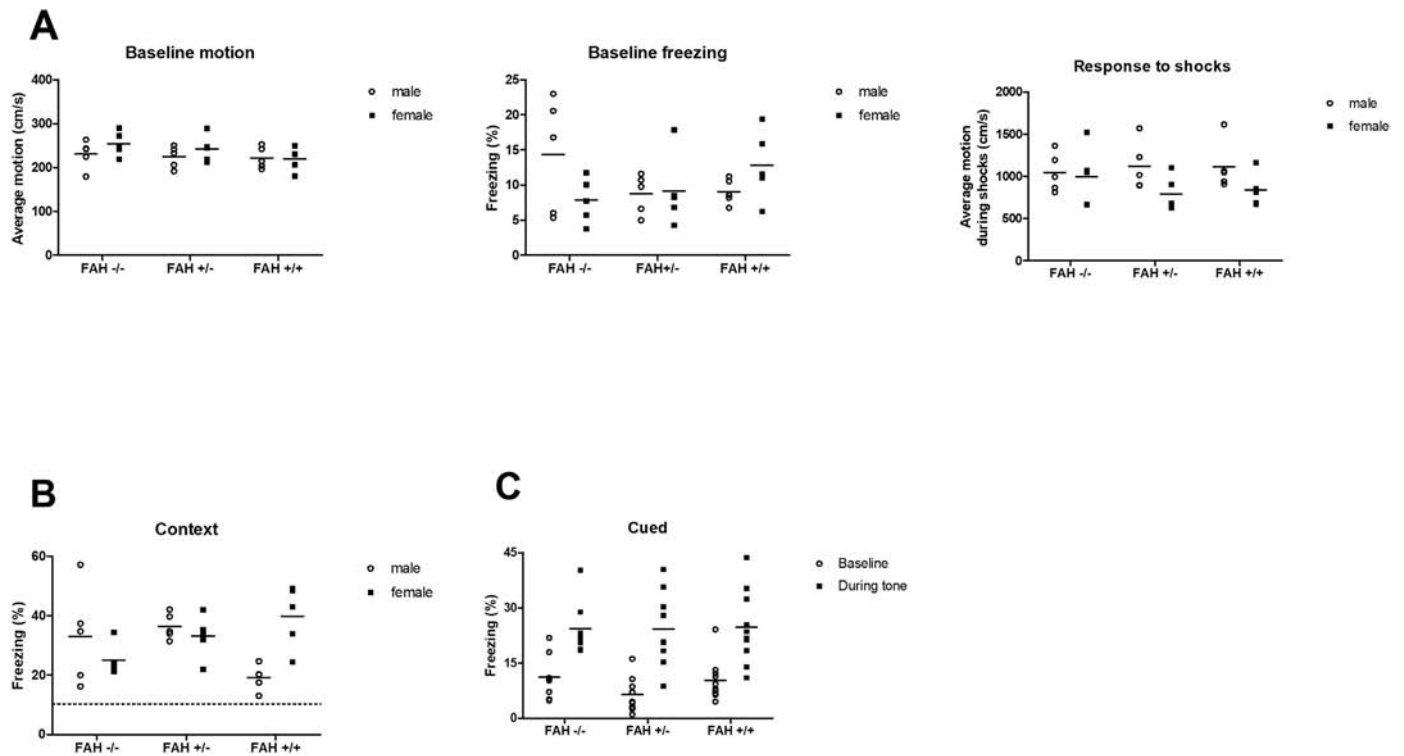 A
Baseline motion
Average motion (cm/s)
400
300
200
100
0
FAH -/-
FAH +/-
FAH +/+
male
female
Baseline freezing
Freezing (%)
25
20
15
10
5
0
FAH -/-
FAH+/-
FAH +/+
male
female
Response to shocks
Average motion
during shocks (cm/s)
2000
1500
1000
500
0
FAH -/-
FAH +/-
FAH +/+
male
female
B
Context
Freezing (%)
60
40
20
0
FAH -/-
FAH +/-
FAH +/+
male
female
C
Cued
Freezing (%)
45
30
15
0
FAH -/-
FAH +/-
FAH +/+
Baseline
During tone